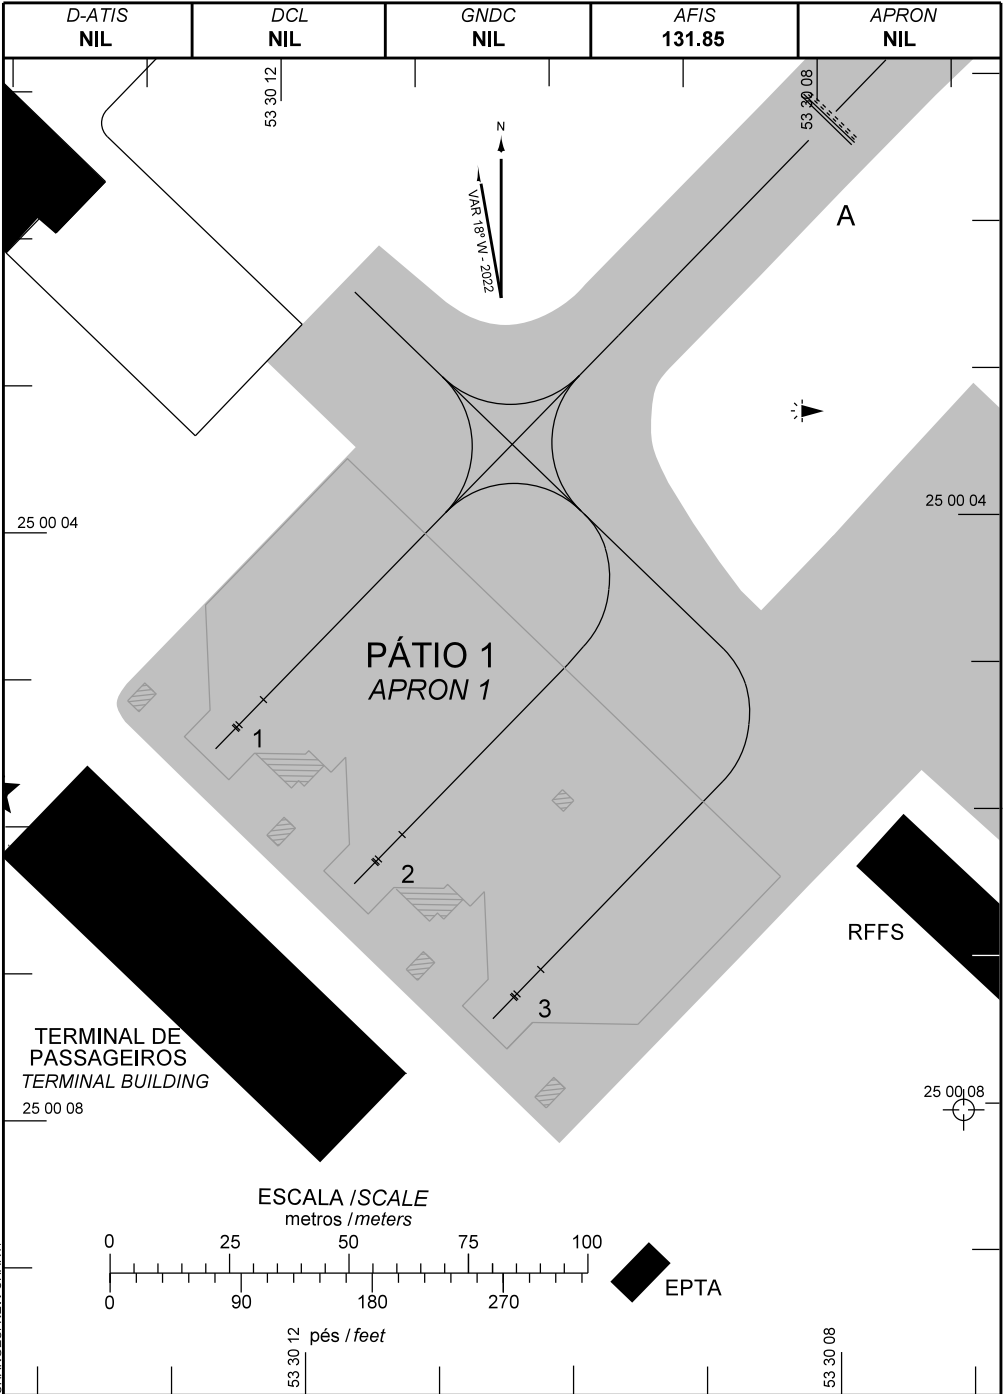 D-ATIS
NIL
DCL
NIL
GNDC
NIL
AFIS
131.85
APRON
NIL
53 30 12
53 30 08
N
VAR 18º W - 2022
A
25 00 04
25 00 04
PÁTIO 1
APRON 1
1
2
3
RFFS
TERMINAL DE
PASSAGEIROS
TERMINAL BUILDING
25 00 08
25 00 08
ESCALA / SCALE
metros / meters
0 25 50 75 100
0 90 180 270
pés / feet
EPTA
53 30 12
53 30 08